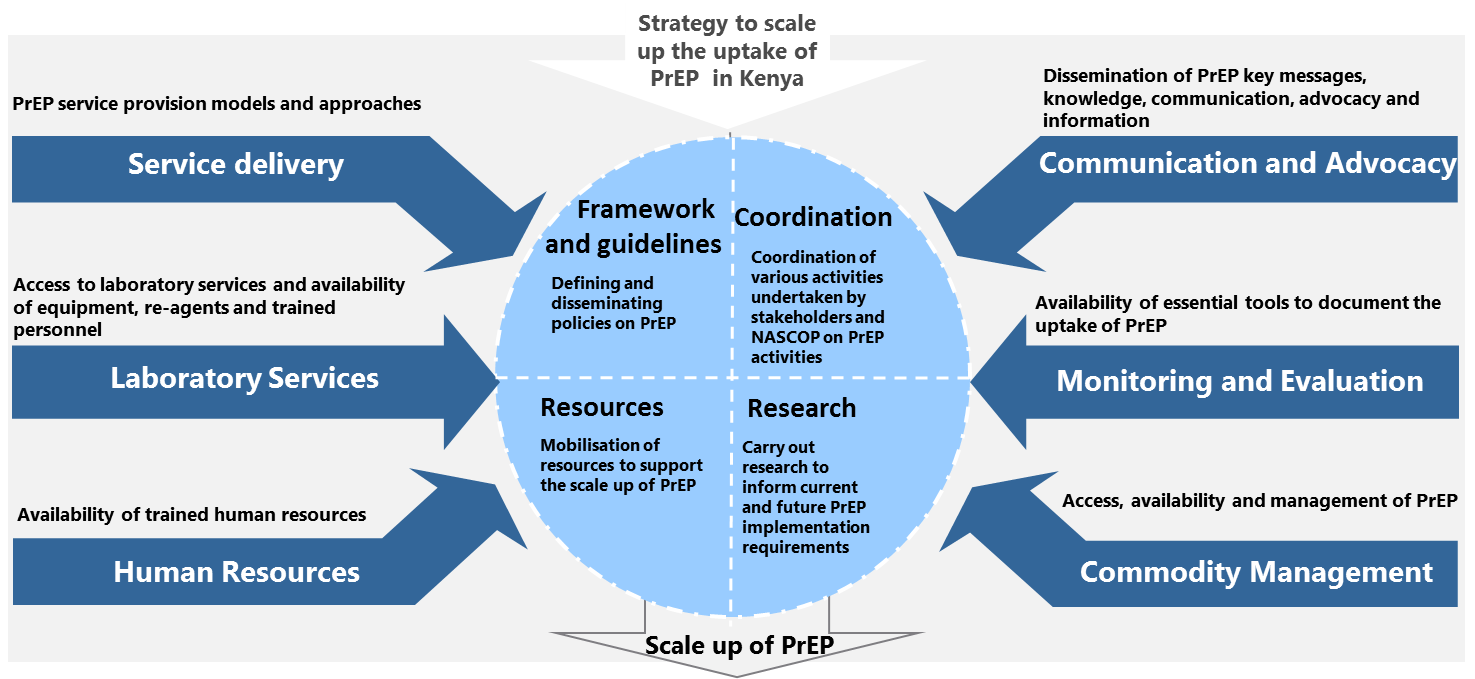 Strategy to scale
up the uptake of
PrEP in Kenya
PrEP service provision models and approaches
Service delivery
Access to laboratory services and availability
of equipment, re-agents and trained
personnel
Laboratory Services
Availability of trained human resources
Human Resources
Framework
and guidelines
Defining and
disseminating
policies on PrEP
Coordination
Coordination of
various activities
undertaken by
stakeholders and
NASCOP on PrEP
activities
Resources
Mobilisation of
resources to support
the scale up of PrEP
Research
Carry out
research to
inform current
and future PrEP
implementation
requirements
Dissemination of PrEP key messages,
knowledge, communication, advocacy and
information
Communication and Advocacy
Availability of essential tools to document the
uptake of PrEP
Monitoring and Evaluation
Access, availability and management of PrEP
Commodity Management
Scale up of PrEP